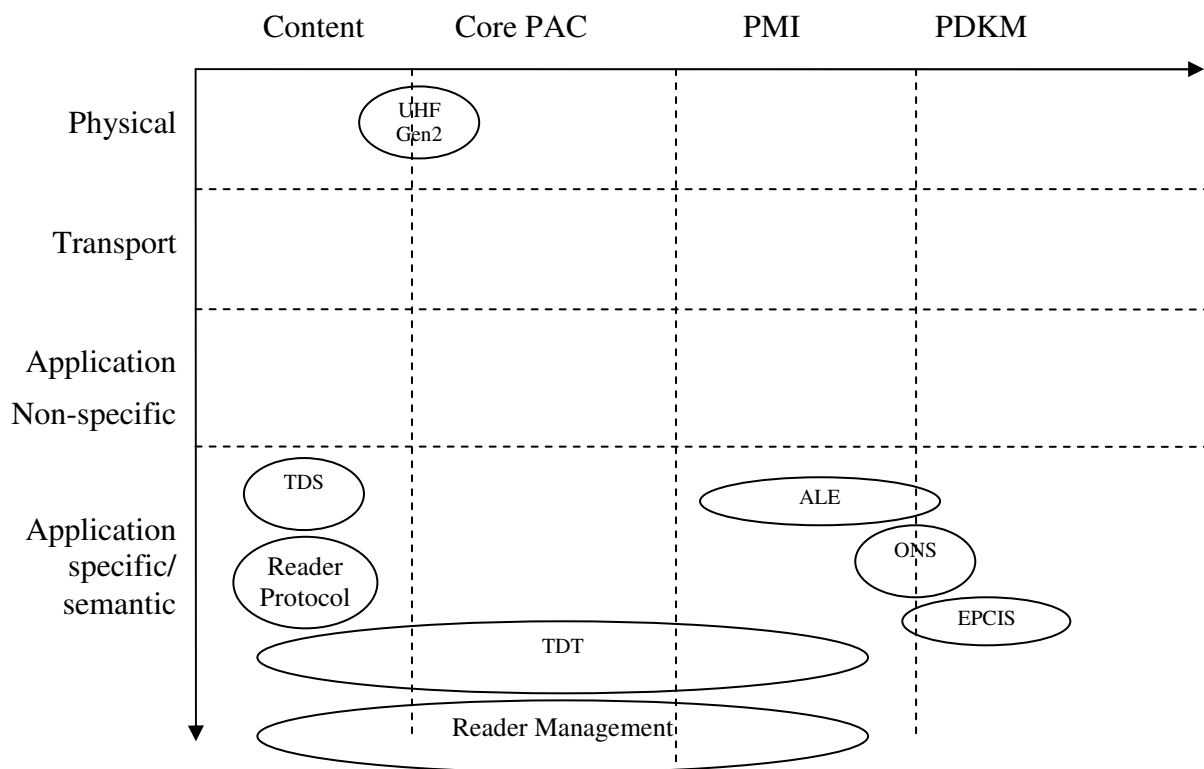 Content Core PAC PMI PDKM
Physical
UHF
Gen2
Transport
Application
Non-specific
TDS
ALE
Application
specific/
semantic
ONS
Reader
Protocol
EPCIS
TDT
Reader Management